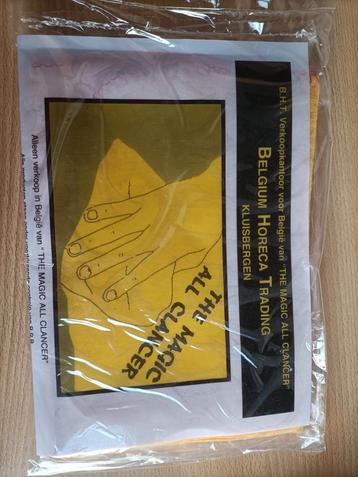 B.H.T. Verkoopkantoor voor België van "THE MAGIC ALL CLANCER"
BELGIUM HORECA TRADING
KLUISBERGEN
THE MAGIC
ALL CLANCER
Alleen verkoop in België van " THE MAGIC ALL CLANCER"